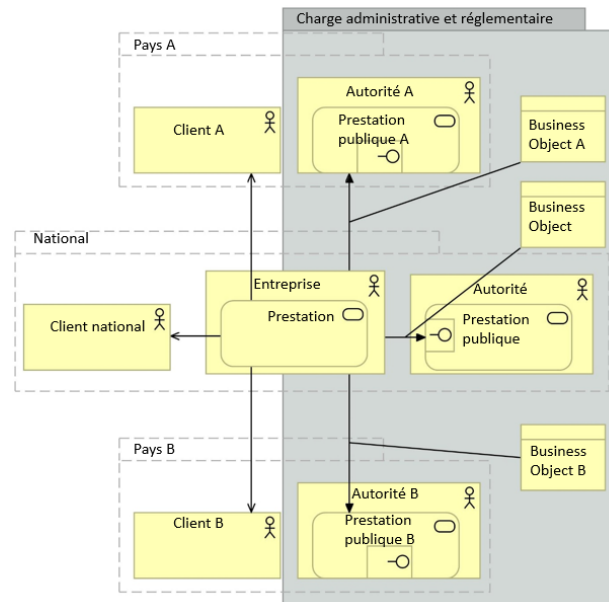 Charge administrative et réglementaire
Pays A
Client A
Autorité A
Prestation
publique A
Business
Object A
Business
Object
National
Client national
Entreprise
Prestation
Autorité
Prestation
publique
Pays B
Client B
Autorité B
Prestation
publique B
Business
Object B